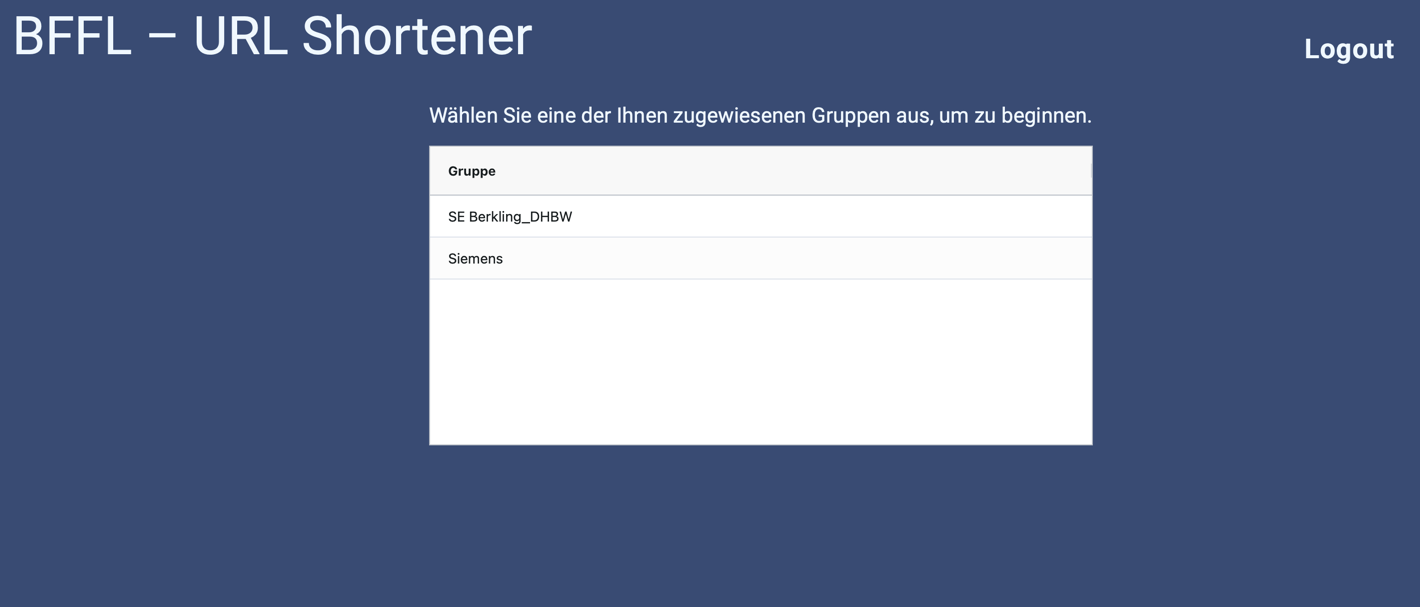 BFFL – URL Shortener
Logout
Wählen Sie eine der Ihnen zugewiesenen Gruppen aus, um zu beginnen.
Gruppe
SE Berkling_DHBW
Siemens